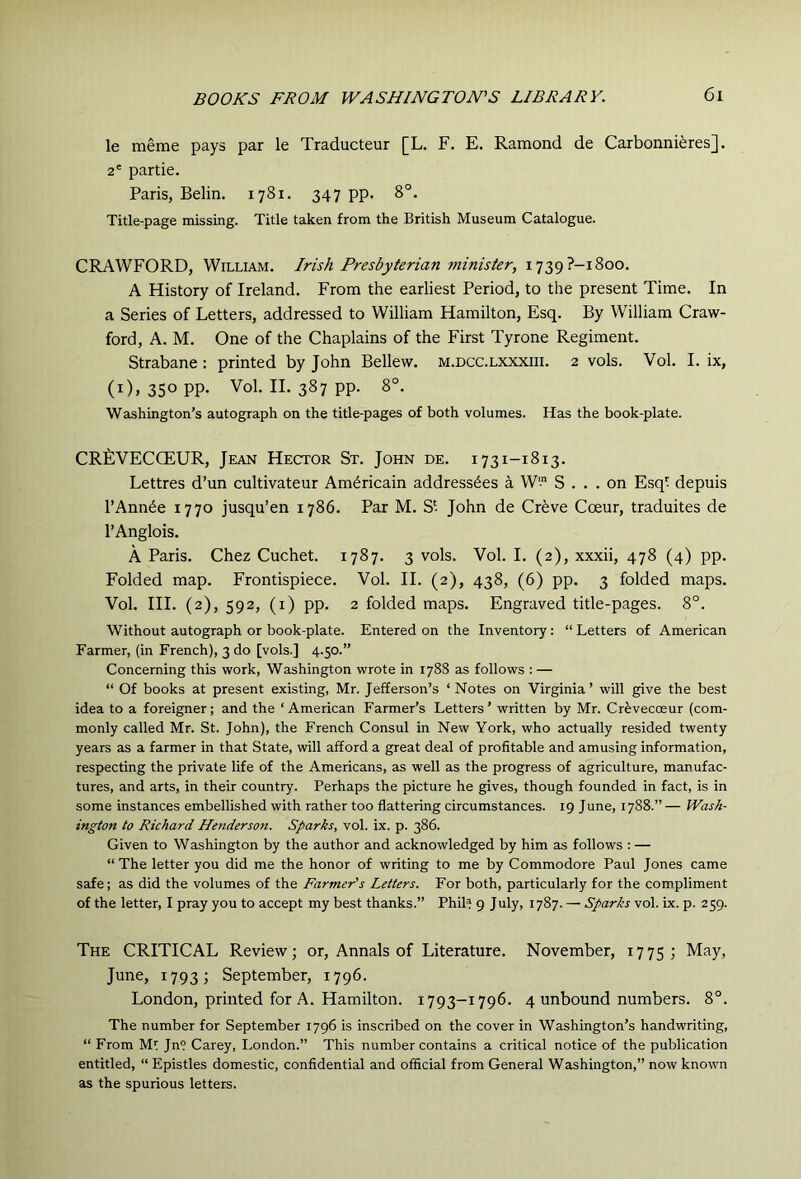 BOOKS FROM WASHINGTON'S LIBRARY. 61
le même pays par le Traducteur [L. F. E. Ramond de Carbonnières].
2e partie.
Paris, Belin. 1781. 347 pp. 8°.
Title-page missing. Title taken from the British Museum Catalogue.
CRAWFORD, William. Irish Presbyterian minister, 1739?–1800.
A History of Ireland. From the earliest Period, to the present Time. In
a Series of Letters, addressed to William Hamilton, Esq. By William Craw-
ford, A. M. One of the Chaplains of the First Tyrone Regiment.
Strabane : printed by John Bellew. M.DCC.LXXXIII. 2 vols. Vol. I. ix,
(1), 350 pp. Vol. II. 387 pp. 8°.
Washington's autograph on the title-pages of both volumes. Has the book-plate.
CRÈVECŒUR, Jean Hector St. John de. 1731–1813.
Lettres d'un cultivateur Américain addressées à Wm S . . . on Esqr depuis
l'Année 1770 jusqu'en 1786. Par M. St John de Crève Cœur, traduites de
l'Anglois.
À Paris. Chez Cuchet. 1787. 3 vols. Vol. I. (2), xxxii, 478 (4) pp.
Folded map. Frontispiece. Vol. II. (2), 438, (6) pp. 3 folded maps.
Vol. III. (2), 592, (1) pp. 2 folded maps. Engraved title-pages. 8°.
Without autograph or book-plate. Entered on the Inventory : “ Letters of American
Farmer, (in French), 3 do [vols.] 4.50.”
Concerning this work, Washington wrote in 1788 as follows : —
“ Of books at present existing, Mr. Jefferson's ‘ Notes on Virginia ’ will give the best
idea to a foreigner ; and the ‘ American Farmer's Letters ’ written by Mr. Crèvecœur (com-
monly called Mr. St. John), the French Consul in New York, who actually resided twenty
years as a farmer in that State, will afford a great deal of profitable and amusing information,
respecting the private life of the Americans, as well as the progress of agriculture, manufac-
tures, and arts, in their country. Perhaps the picture he gives, though founded in fact, is in
some instances embellished with rather too flattering circumstances. 19 June, 1788.” — Wash-
ington to Richard Henderson. Sparks, vol. ix. p. 386.
Given to Washington by the author and acknowledged by him as follows : —
“ The letter you did me the honor of writing to me by Commodore Paul Jones came
safe ; as did the volumes of the Farmer's Letters. For both, particularly for the compliment
of the letter, I pray you to accept my best thanks.” Phila 9 July, 1787. — Sparks vol. ix. p. 259.
The CRITICAL Review ; or, Annals of Literature. November, 1775 ; May,
June, 1793 ; September, 1796.
London, printed for A. Hamilton. 1793–1796. 4 unbound numbers. 8°.
The number for September 1796 is inscribed on the cover in Washington's handwriting,
“ From Mr Jno Carey, London.” This number contains a critical notice of the publication
entitled, “ Epistles domestic, confidential and official from General Washington,” now known
as the spurious letters.